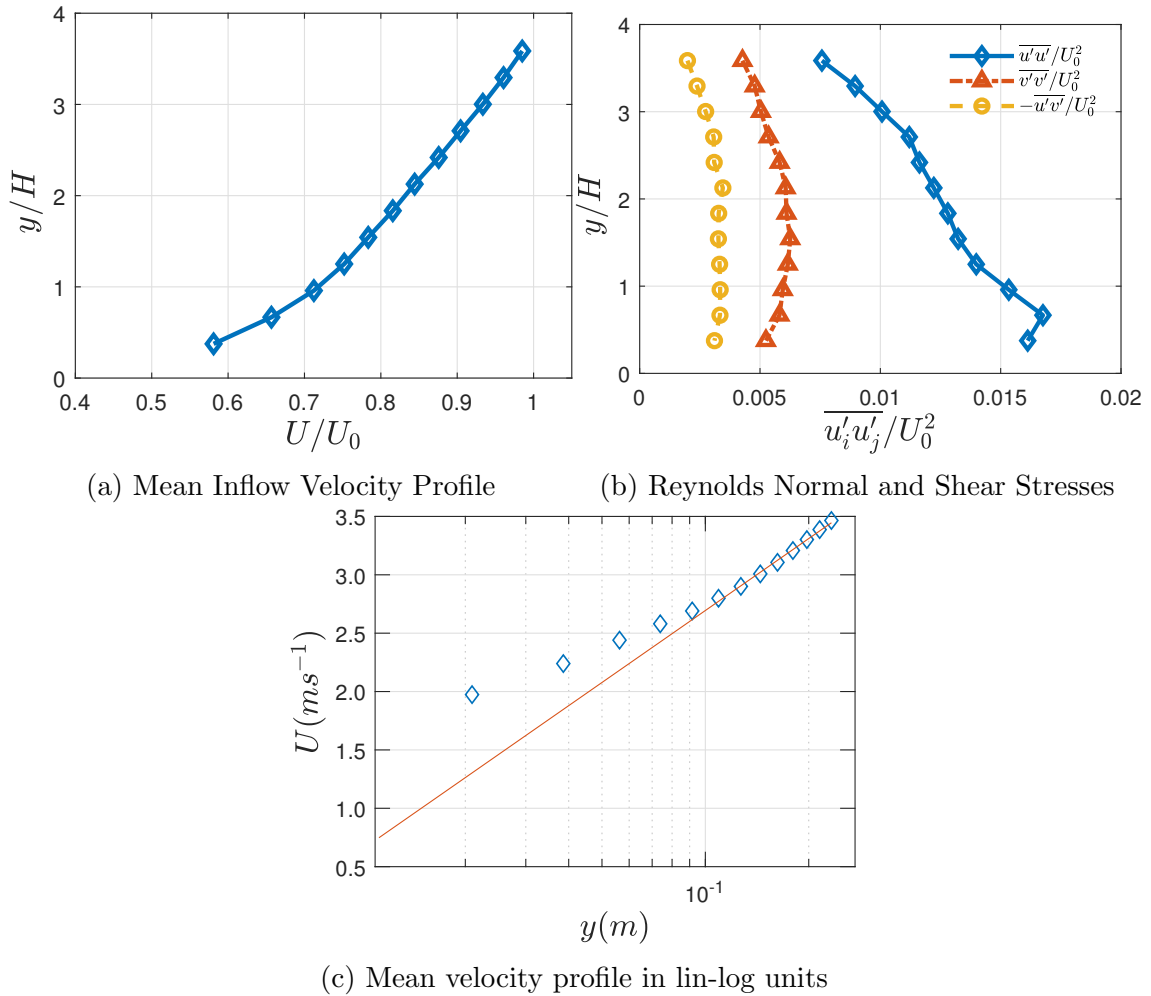 4
3
2
1
0
y/H
0.4 0.5 0.6 0.7 0.8 0.9 1
U/U₀
(a) Mean Inflow Velocity Profile
4
3
2
1
0
y/H
u′u′/U₀²
v′v′/U₀²
−u′v′/U₀²
0 0.005 0.01 0.015 0.02
u′ᵢu′ⱼ/U₀²
(b) Reynolds Normal and Shear Stresses
3.5
3.0
2.5
2.0
1.5
1.0
0.5
U(ms⁻¹)
10⁻¹
y(m)
(c) Mean velocity profile in lin-log units